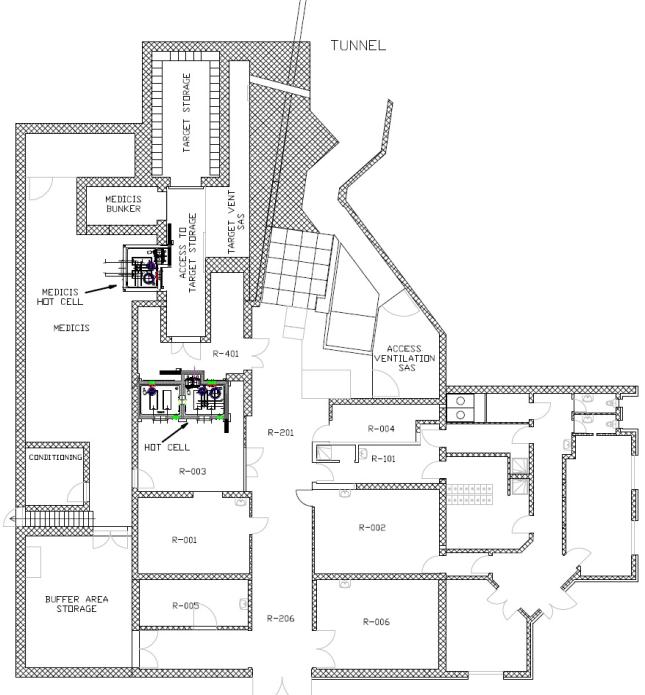 TUNNEL
TARGET STORAGE
MEDICIS
BUNKER
TARGET VENT
SAS
ACCESS TO
TARGET STORAGE
MEDICIS
HOT CELL
MEDICIS
R-401
ACCESS
VENTILATION
SAS
R-201
R-004
HOT CELL
CONDITIONING
R-101
R-003
R-001
R-002
BUFFER AREA
STORAGE
R-005
R-206
R-006